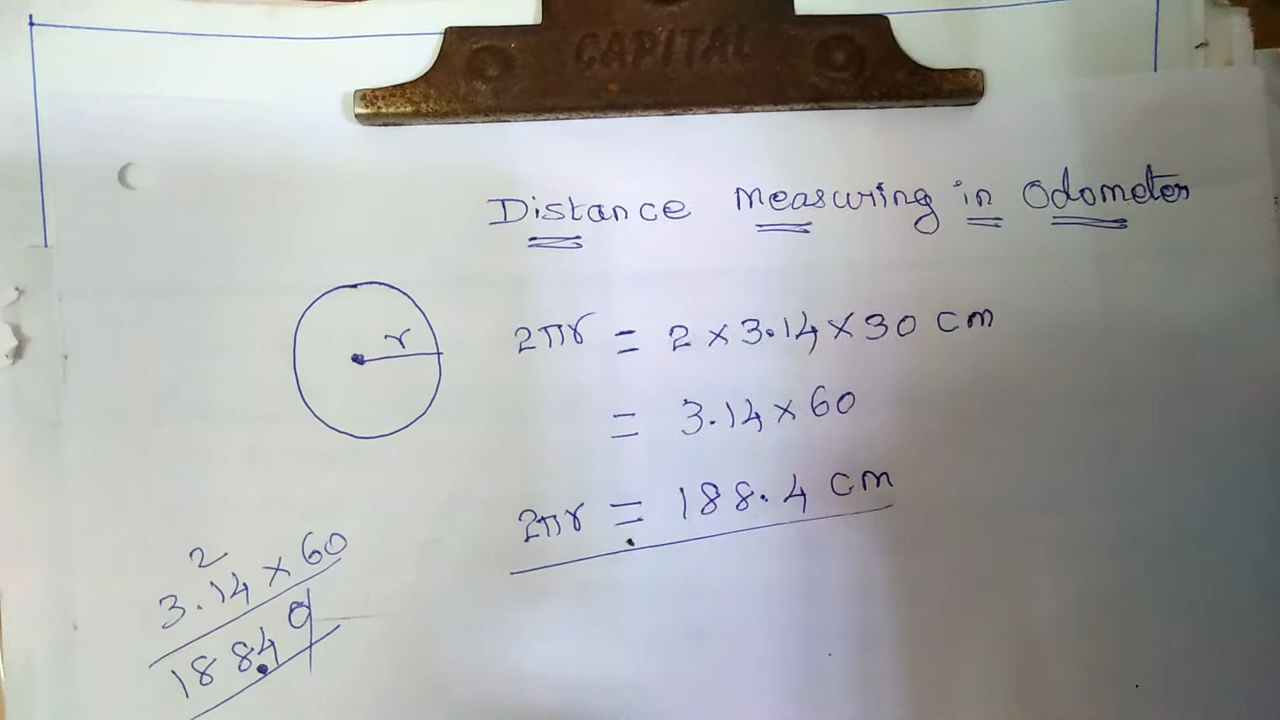 CAPITAL
Distance Measuring in Odometer
r
2πr = 2 × 3.14 × 30 cm
= 3.14 × 60
2πr = 188.4 cm
2
3.14 × 60
188.40